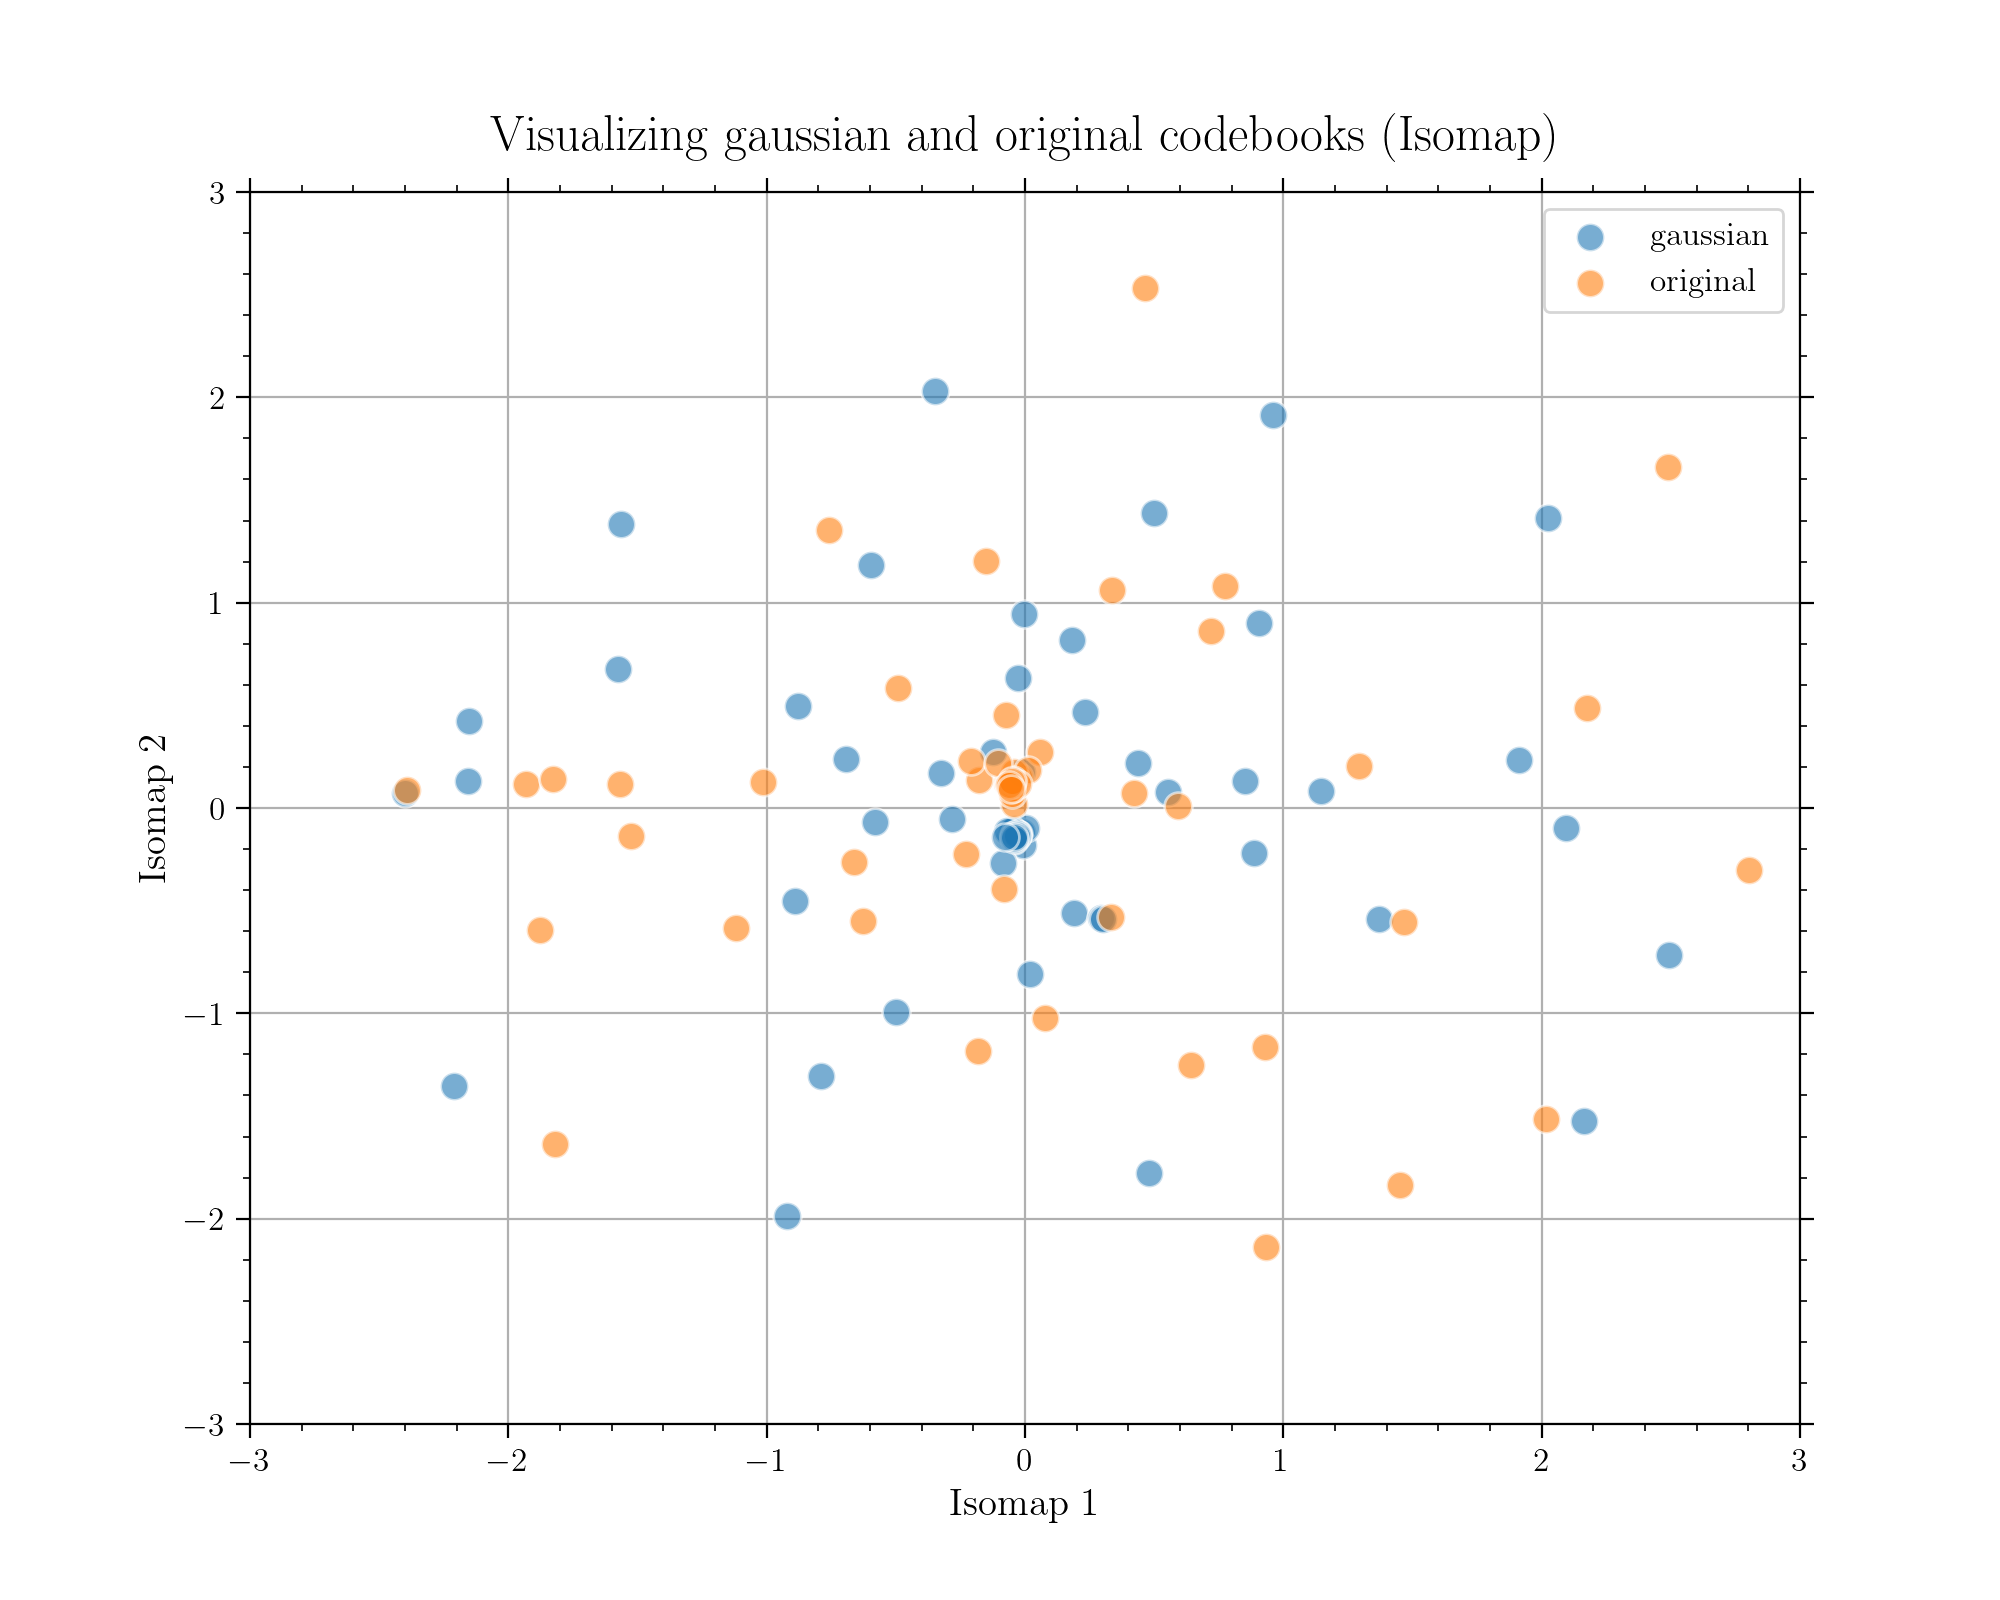 Visualizing gaussian and original codebooks (Isomap)
gaussian
original
3
2
1
0
−1
−2
−3
Isomap 2
−3
−2
−1
0
1
2
3
Isomap 1